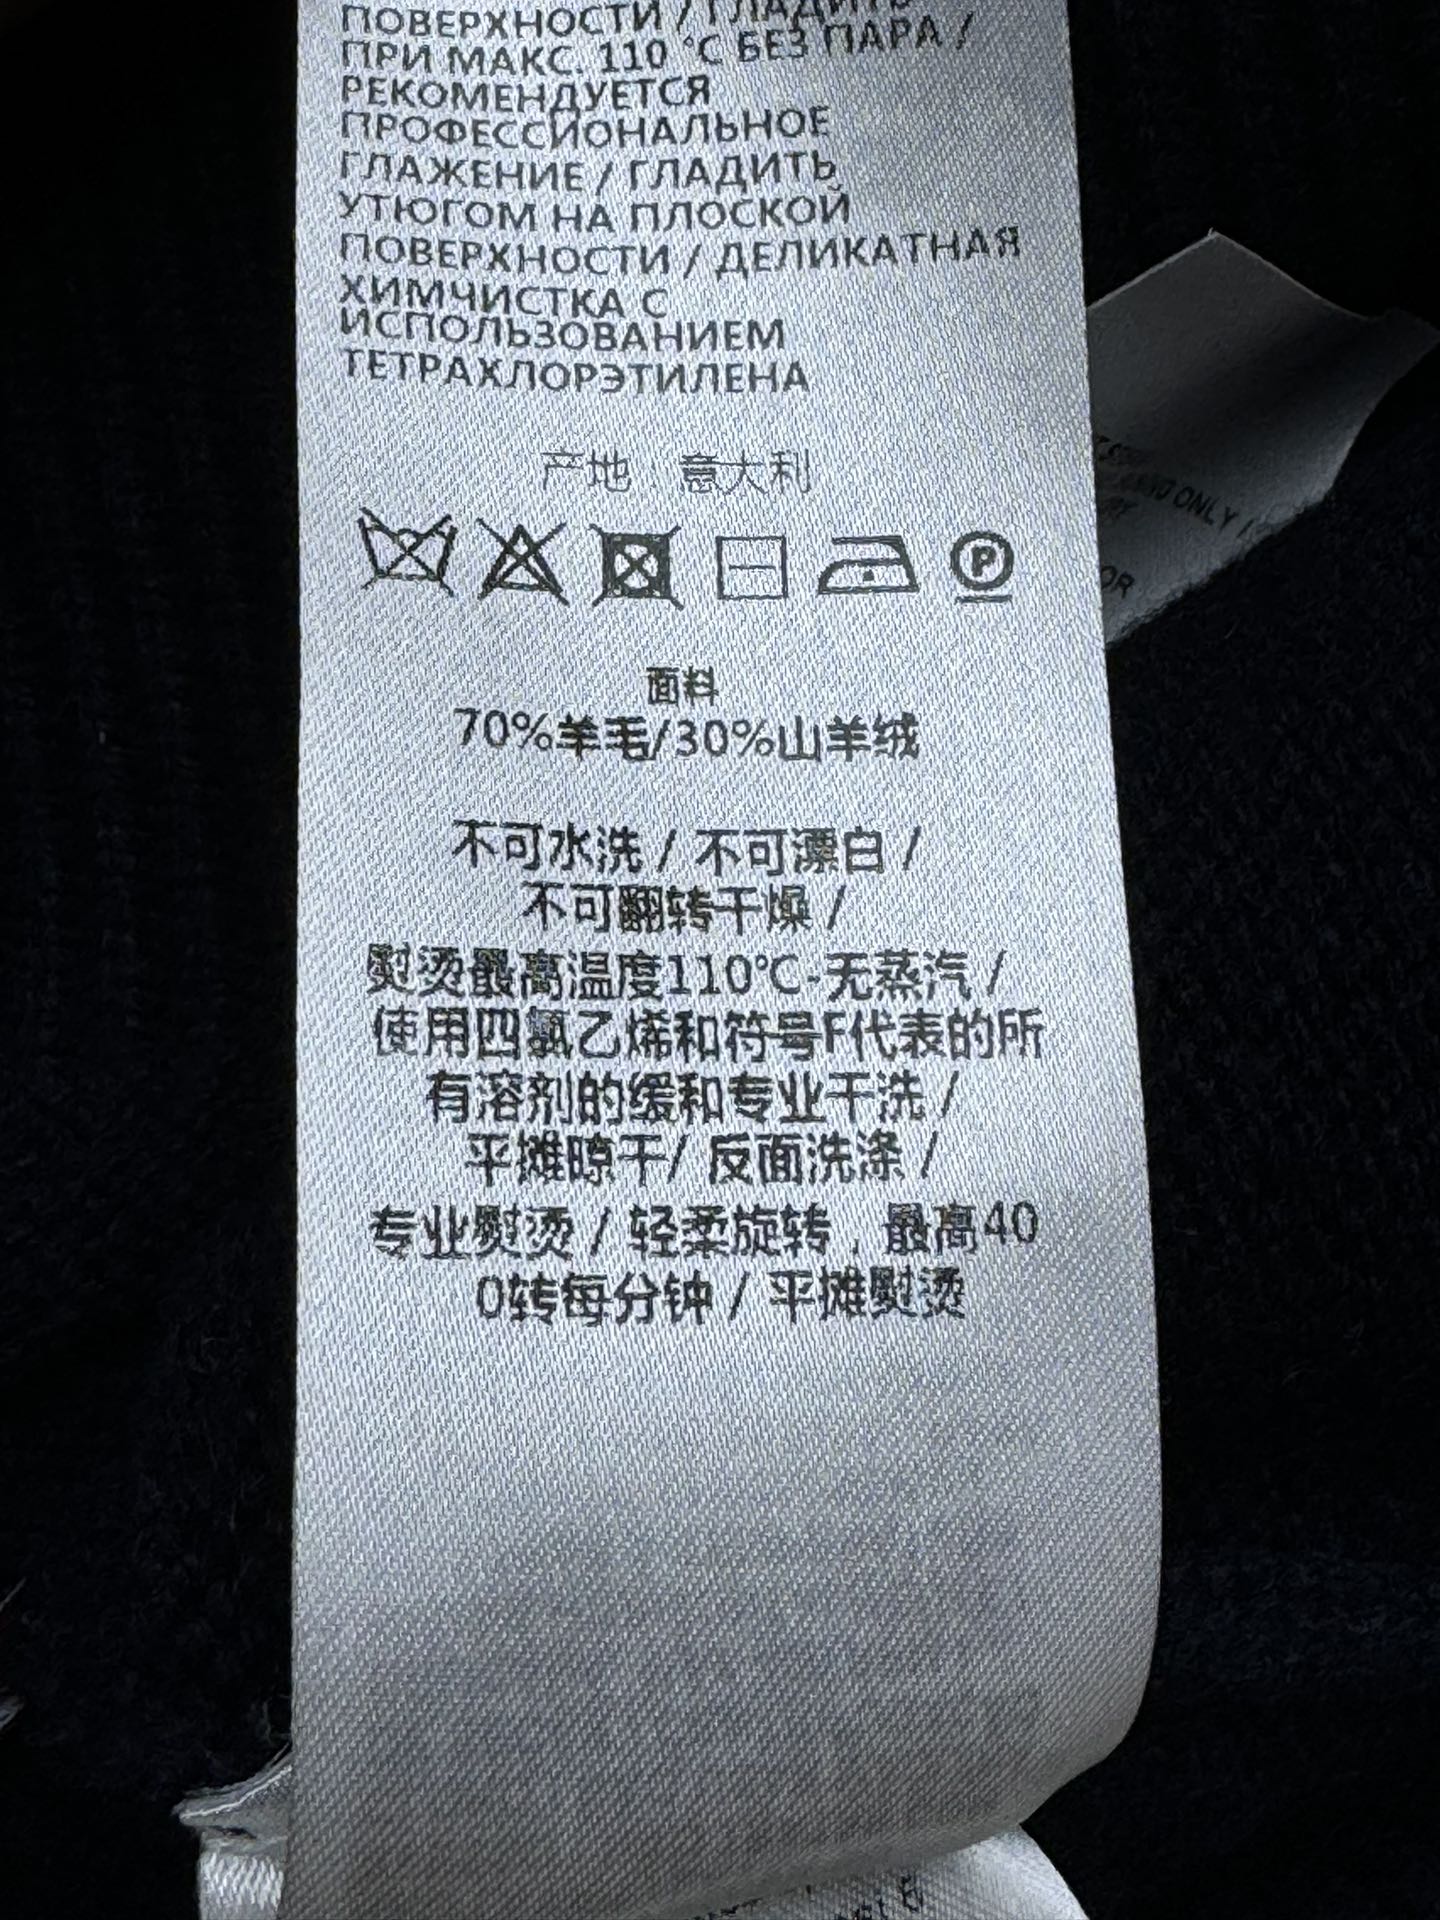 ПОВЕРХНОСТИ / ГЛАДИТЬ
ПРИ МАКС. 110 °C БЕЗ ПАРА /
РЕКОМЕНДУЕТСЯ
ПРОФЕССИОНАЛЬНОЕ
ГЛАЖЕНИЕ / ГЛАДИТЬ
УТЮГОМ НА ПЛОСКОЙ
ПОВЕРХНОСТИ / ДЕЛИКАТНАЯ
ХИМЧИСТКА С
ИСПОЛЬЗОВАНИЕМ
ТЕТРАХЛОРЭТИЛЕНА
产地：意大利
P
面料
70%羊毛/30%山羊绒
不可水洗 / 不可漂白 /
不可翻转干燥 /
熨烫最高温度110℃-无蒸汽 /
使用四氯乙烯和符号F代表的所
有溶剂的缓和专业干洗 /
平摊晾干/ 反面洗涤 /
专业熨烫 / 轻柔旋转，最高40
0转每分钟 / 平摊熨烫
ONLY
OR